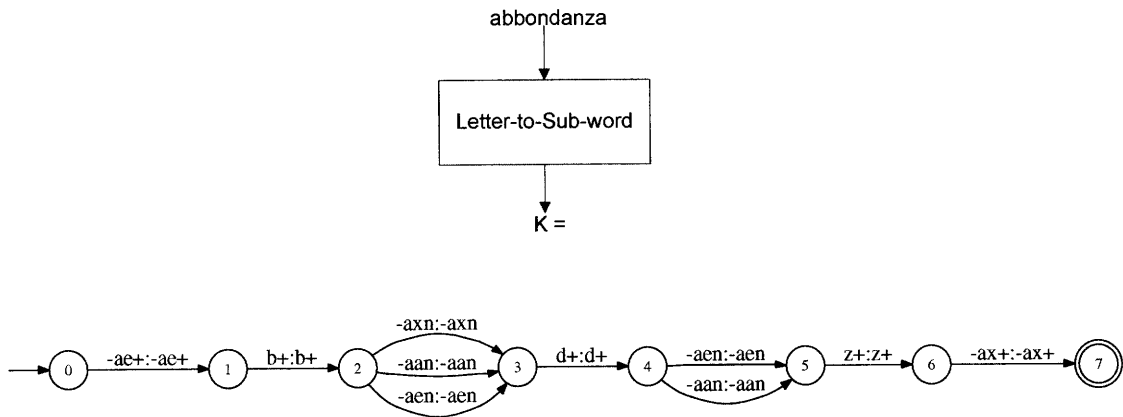 abbondanza
Letter-to-Sub-word
K =
-axn:-axn
-ae+:-ae+ b+:b+ -aan:-aan d+:d+ -aen:-aen z+:z+ -ax+:-ax+
0 1 2 3 4 5 6 7
-aen:-aen -aan:-aan